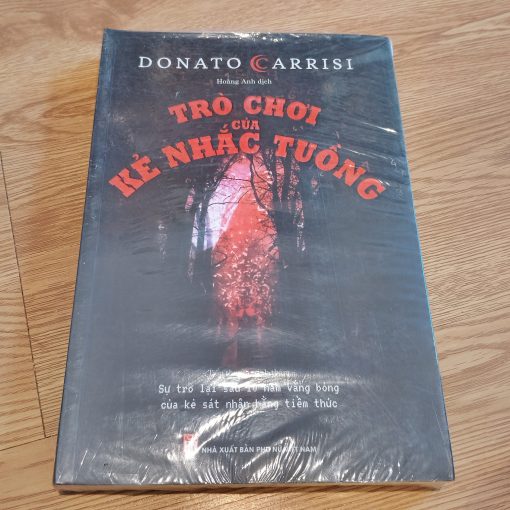 DONATO CARRISI
Hoàng Anh dịch
TRÒ CHƠI
CỦA
KẺ NHẮC TUỒNG
Sự trở lại sau 10 năm vắng bóng
của kẻ sát nhân bằng tiềm thức
NHÀ XUẤT BẢN PHỤ NỮ VIỆT NAM